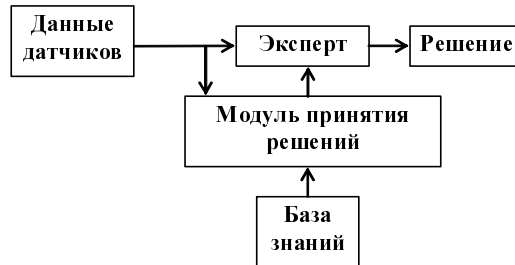 Данные
датчиков
Эксперт
Решение
Модуль принятия
решений
База
знаний